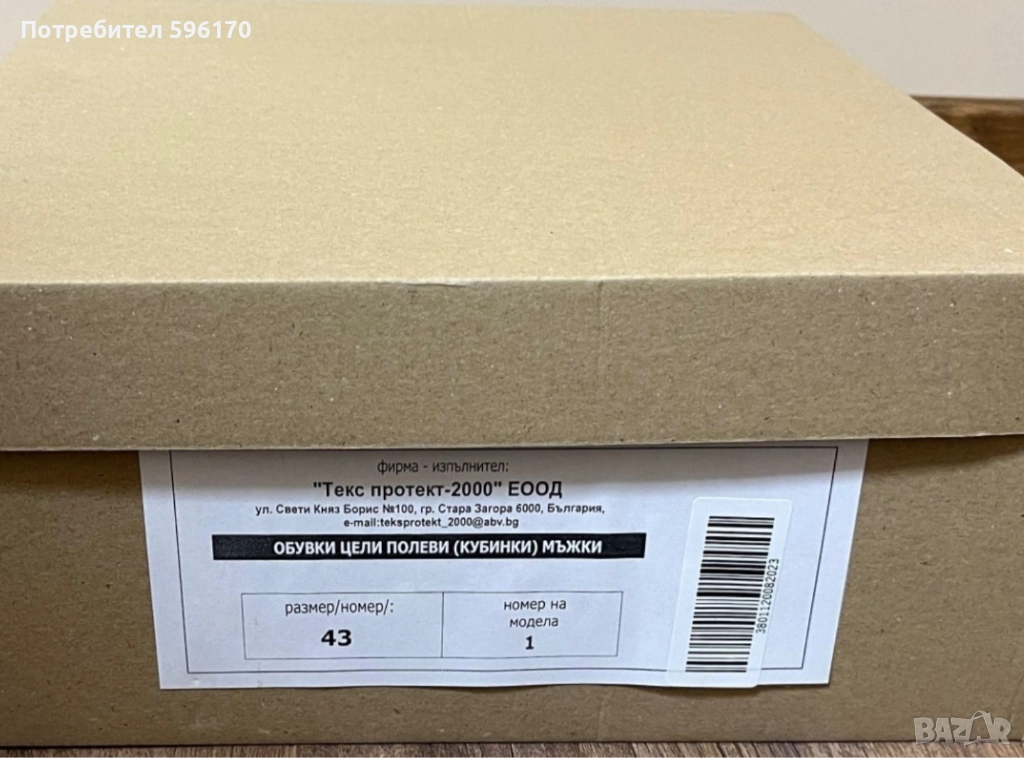 Потребител 596170
фирма - изпълнител:
"Текс протект-2000" ЕООД
ул. Свети Княз Борис №100, гр. Стара Загора 6000, България,
e-mail:teksprotekt_2000@abv.bg
ОБУВКИ ЦЕЛИ ПОЛЕВИ (КУБИНКИ) МЪЖКИ
размер/номер/:
43
номер на
модела
1
3801120082023
BAZAR